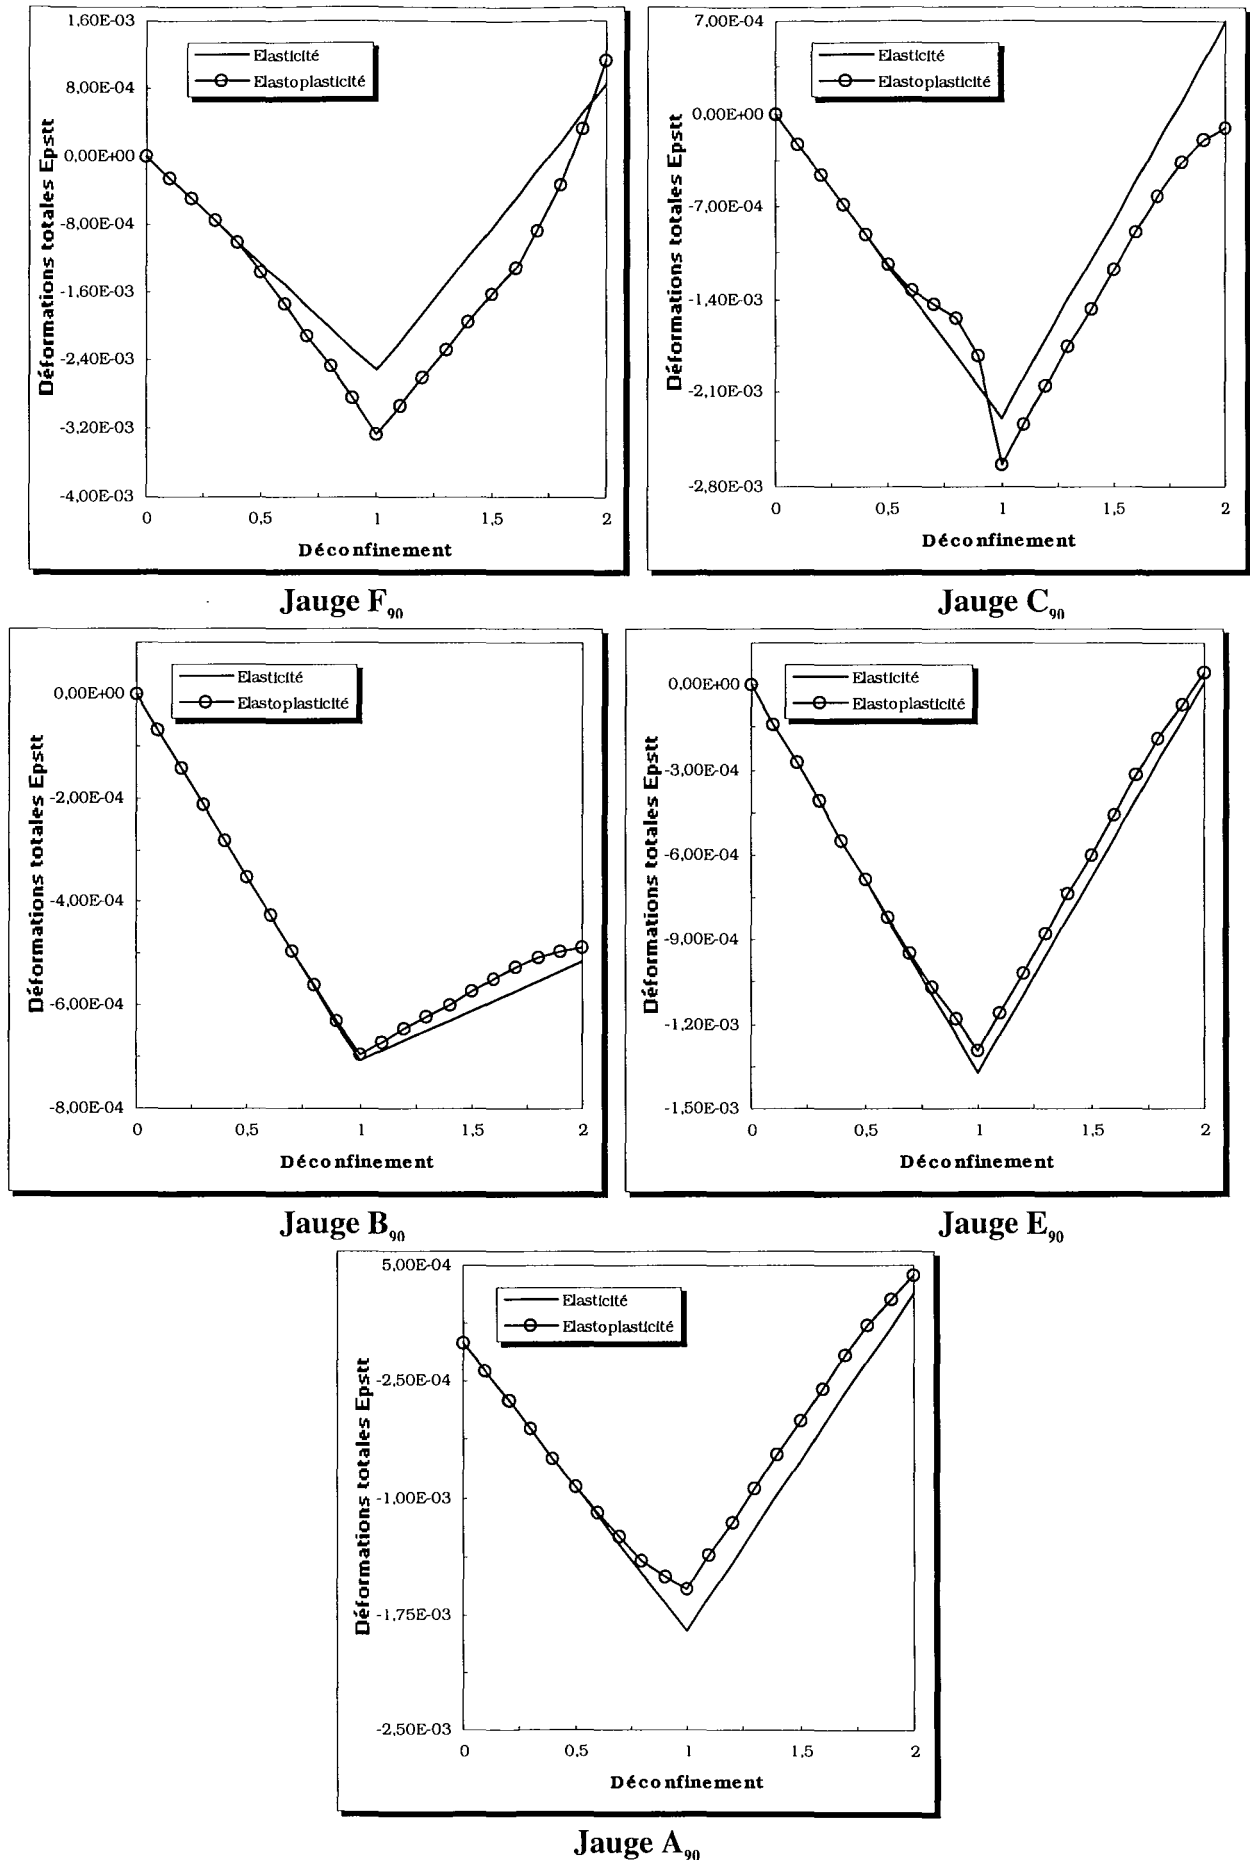 1,60E-03
Elasticité
Elastoplasticité
8,00E-04
0,00E+00
-8,00E-04
-1,60E-03
-2,40E-03
-3,20E-03
-4,00E-03
Déformations totales Epstt
0 0,5 1 1,5 2
Déconfinement
Jauge F90
7,00E-04
Elasticité
Elastoplasticité
0,00E+00
-7,00E-04
-1,40E-03
-2,10E-03
-2,80E-03
Déformations totales Epstt
0 0,5 1 1,5 2
Déconfinement
Jauge C90
Elasticité
Elastoplasticité
0,00E+00
-2,00E-04
-4,00E-04
-6,00E-04
-8,00E-04
Déformations totales Epstt
0 0,5 1 1,5 2
Déconfinement
Jauge B90
Elasticité
Elastoplasticité
0,00E+00
-3,00E-04
-6,00E-04
-9,00E-04
-1,20E-03
-1,50E-03
Déformations totales Epstt
0 0,5 1 1,5 2
Déconfinement
Jauge E90
5,00E-04
Elasticité
Elastoplasticité
-2,50E-04
-1,00E-03
-1,75E-03
-2,50E-03
Déformations totales Epstt
0 0,5 1 1,5 2
Déconfinement
Jauge A90